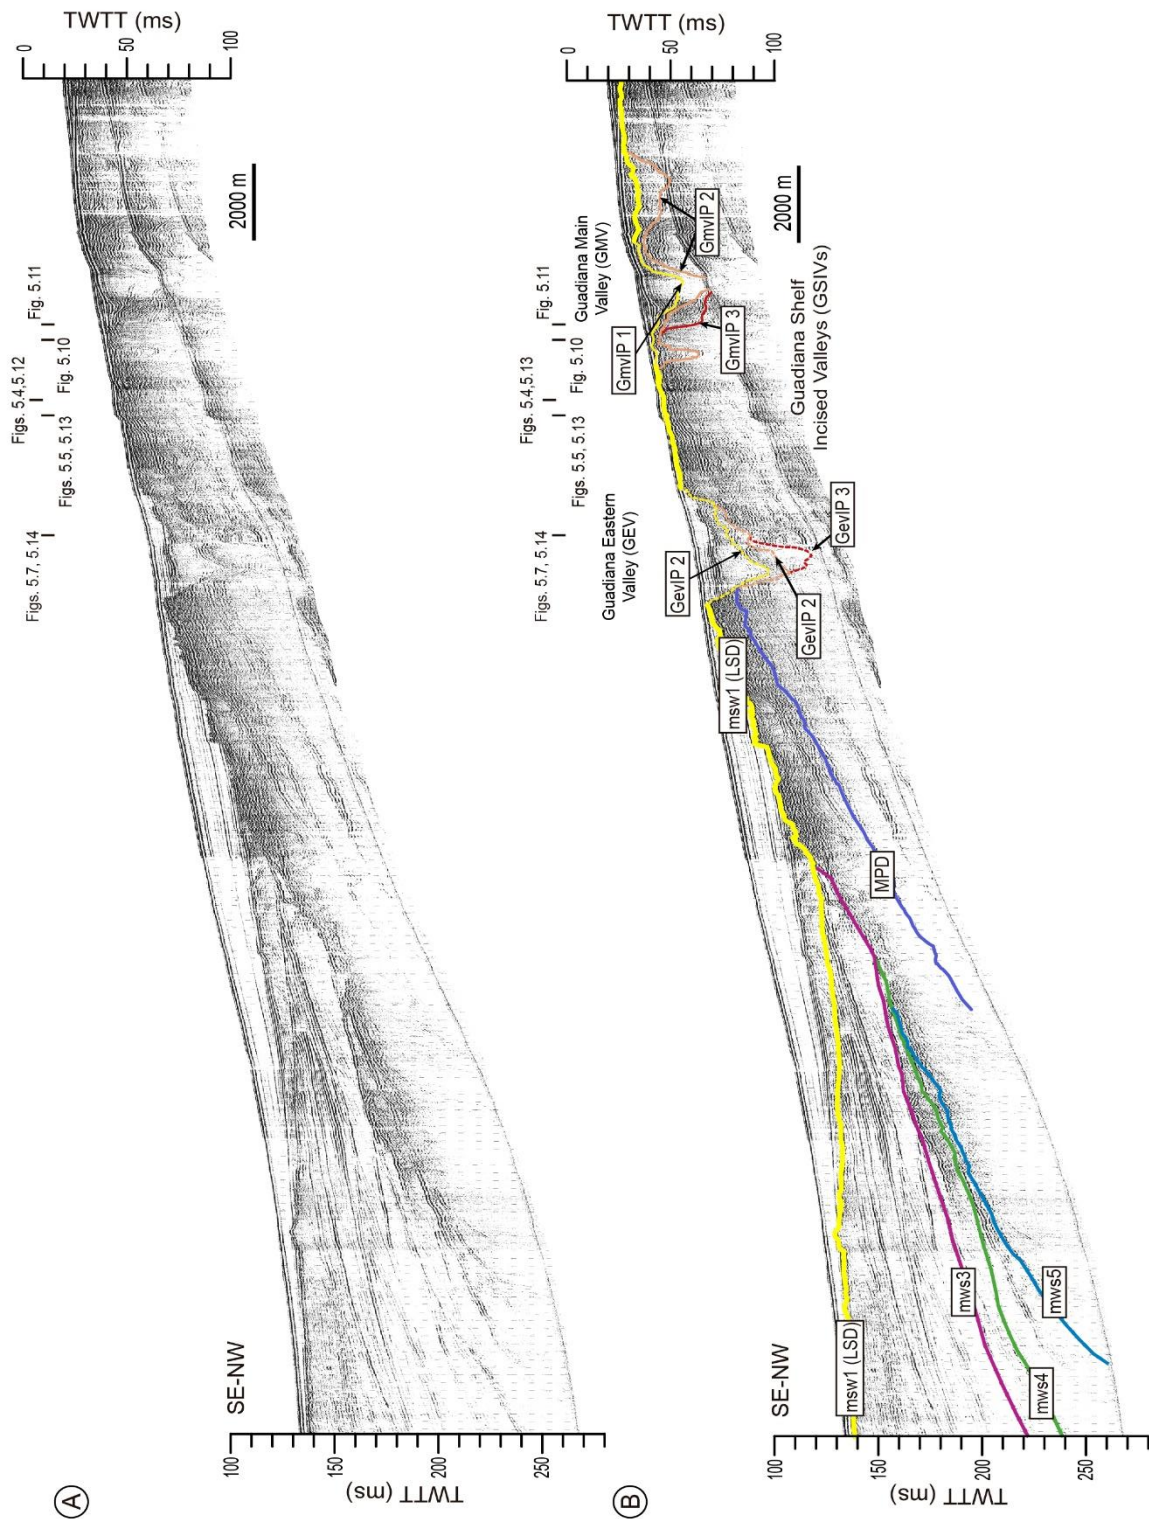 A
SE-NW
TWTT (ms)
100
150
200
250
Figs. 5.7, 5.14
Figs. 5.5, 5.13
Figs. 5.4,5.12
Fig. 5.10
Fig. 5.11
2000 m
TWTT (ms)
0
50
100
B
SE-NW
TWTT (ms)
100
150
200
250
msw1 (LSD)
mws3
mws4
mws5
MPD
msw1 (LSD)
Figs. 5.7, 5.14
Figs. 5.5, 5.13
Figs. 5.4,5.13
Fig. 5.10
Fig. 5.11
Guadiana Eastern
Valley (GEV)
GevIP 2
GevIP 2
GevIP 3
Guadiana Main
Valley (GMV)
GmvIP 1
GmvIP 3
GmvIP 2
Guadiana Shelf
Incised Valleys (GSIVs)
2000 m
TWTT (ms)
0
50
100